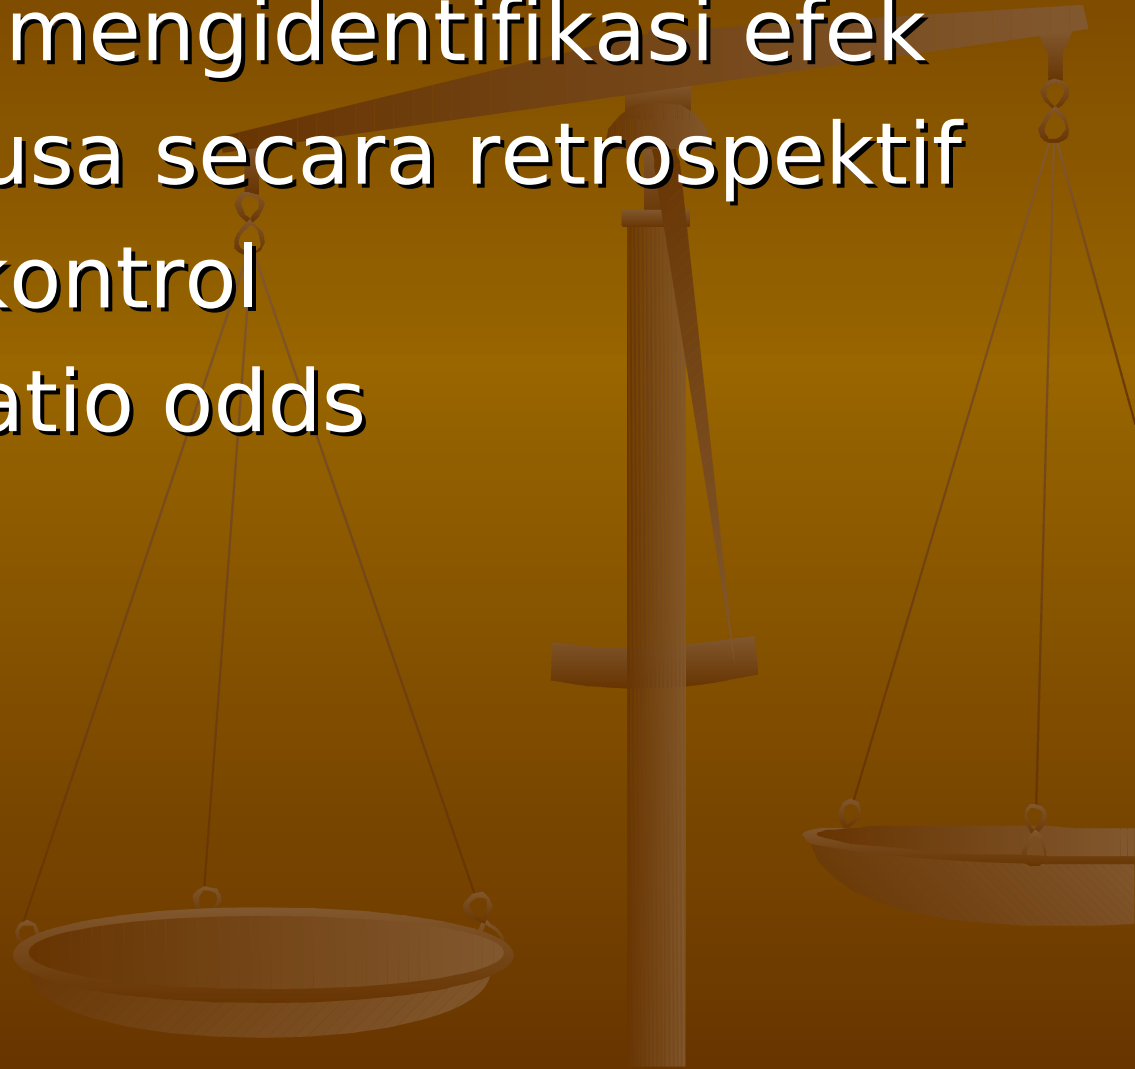 mengidentifikasi efek
usa secara retrospektif
kontrol
atio odds